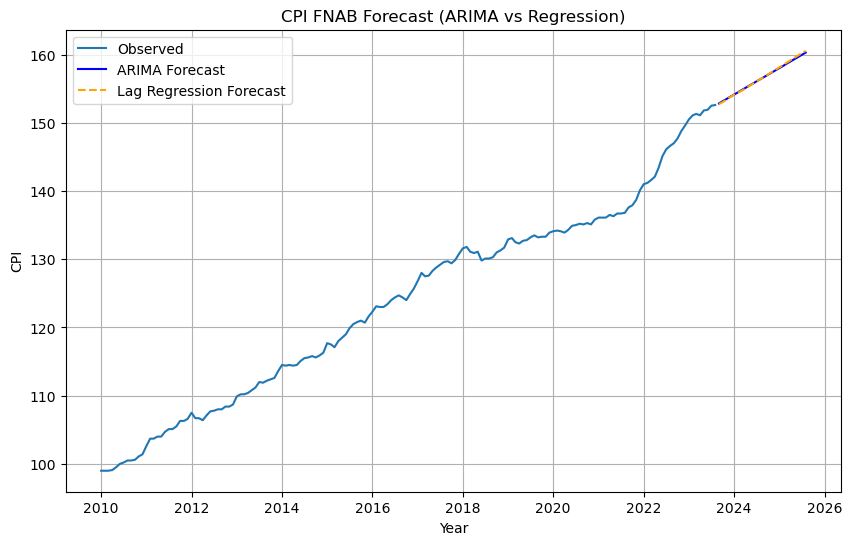 CPI FNAB Forecast (ARIMA vs Regression)
Observed
ARIMA Forecast
Lag Regression Forecast
160
150
140
130
120
110
100
CPI
2010 2012 2014 2016 2018 2020 2022 2024 2026
Year